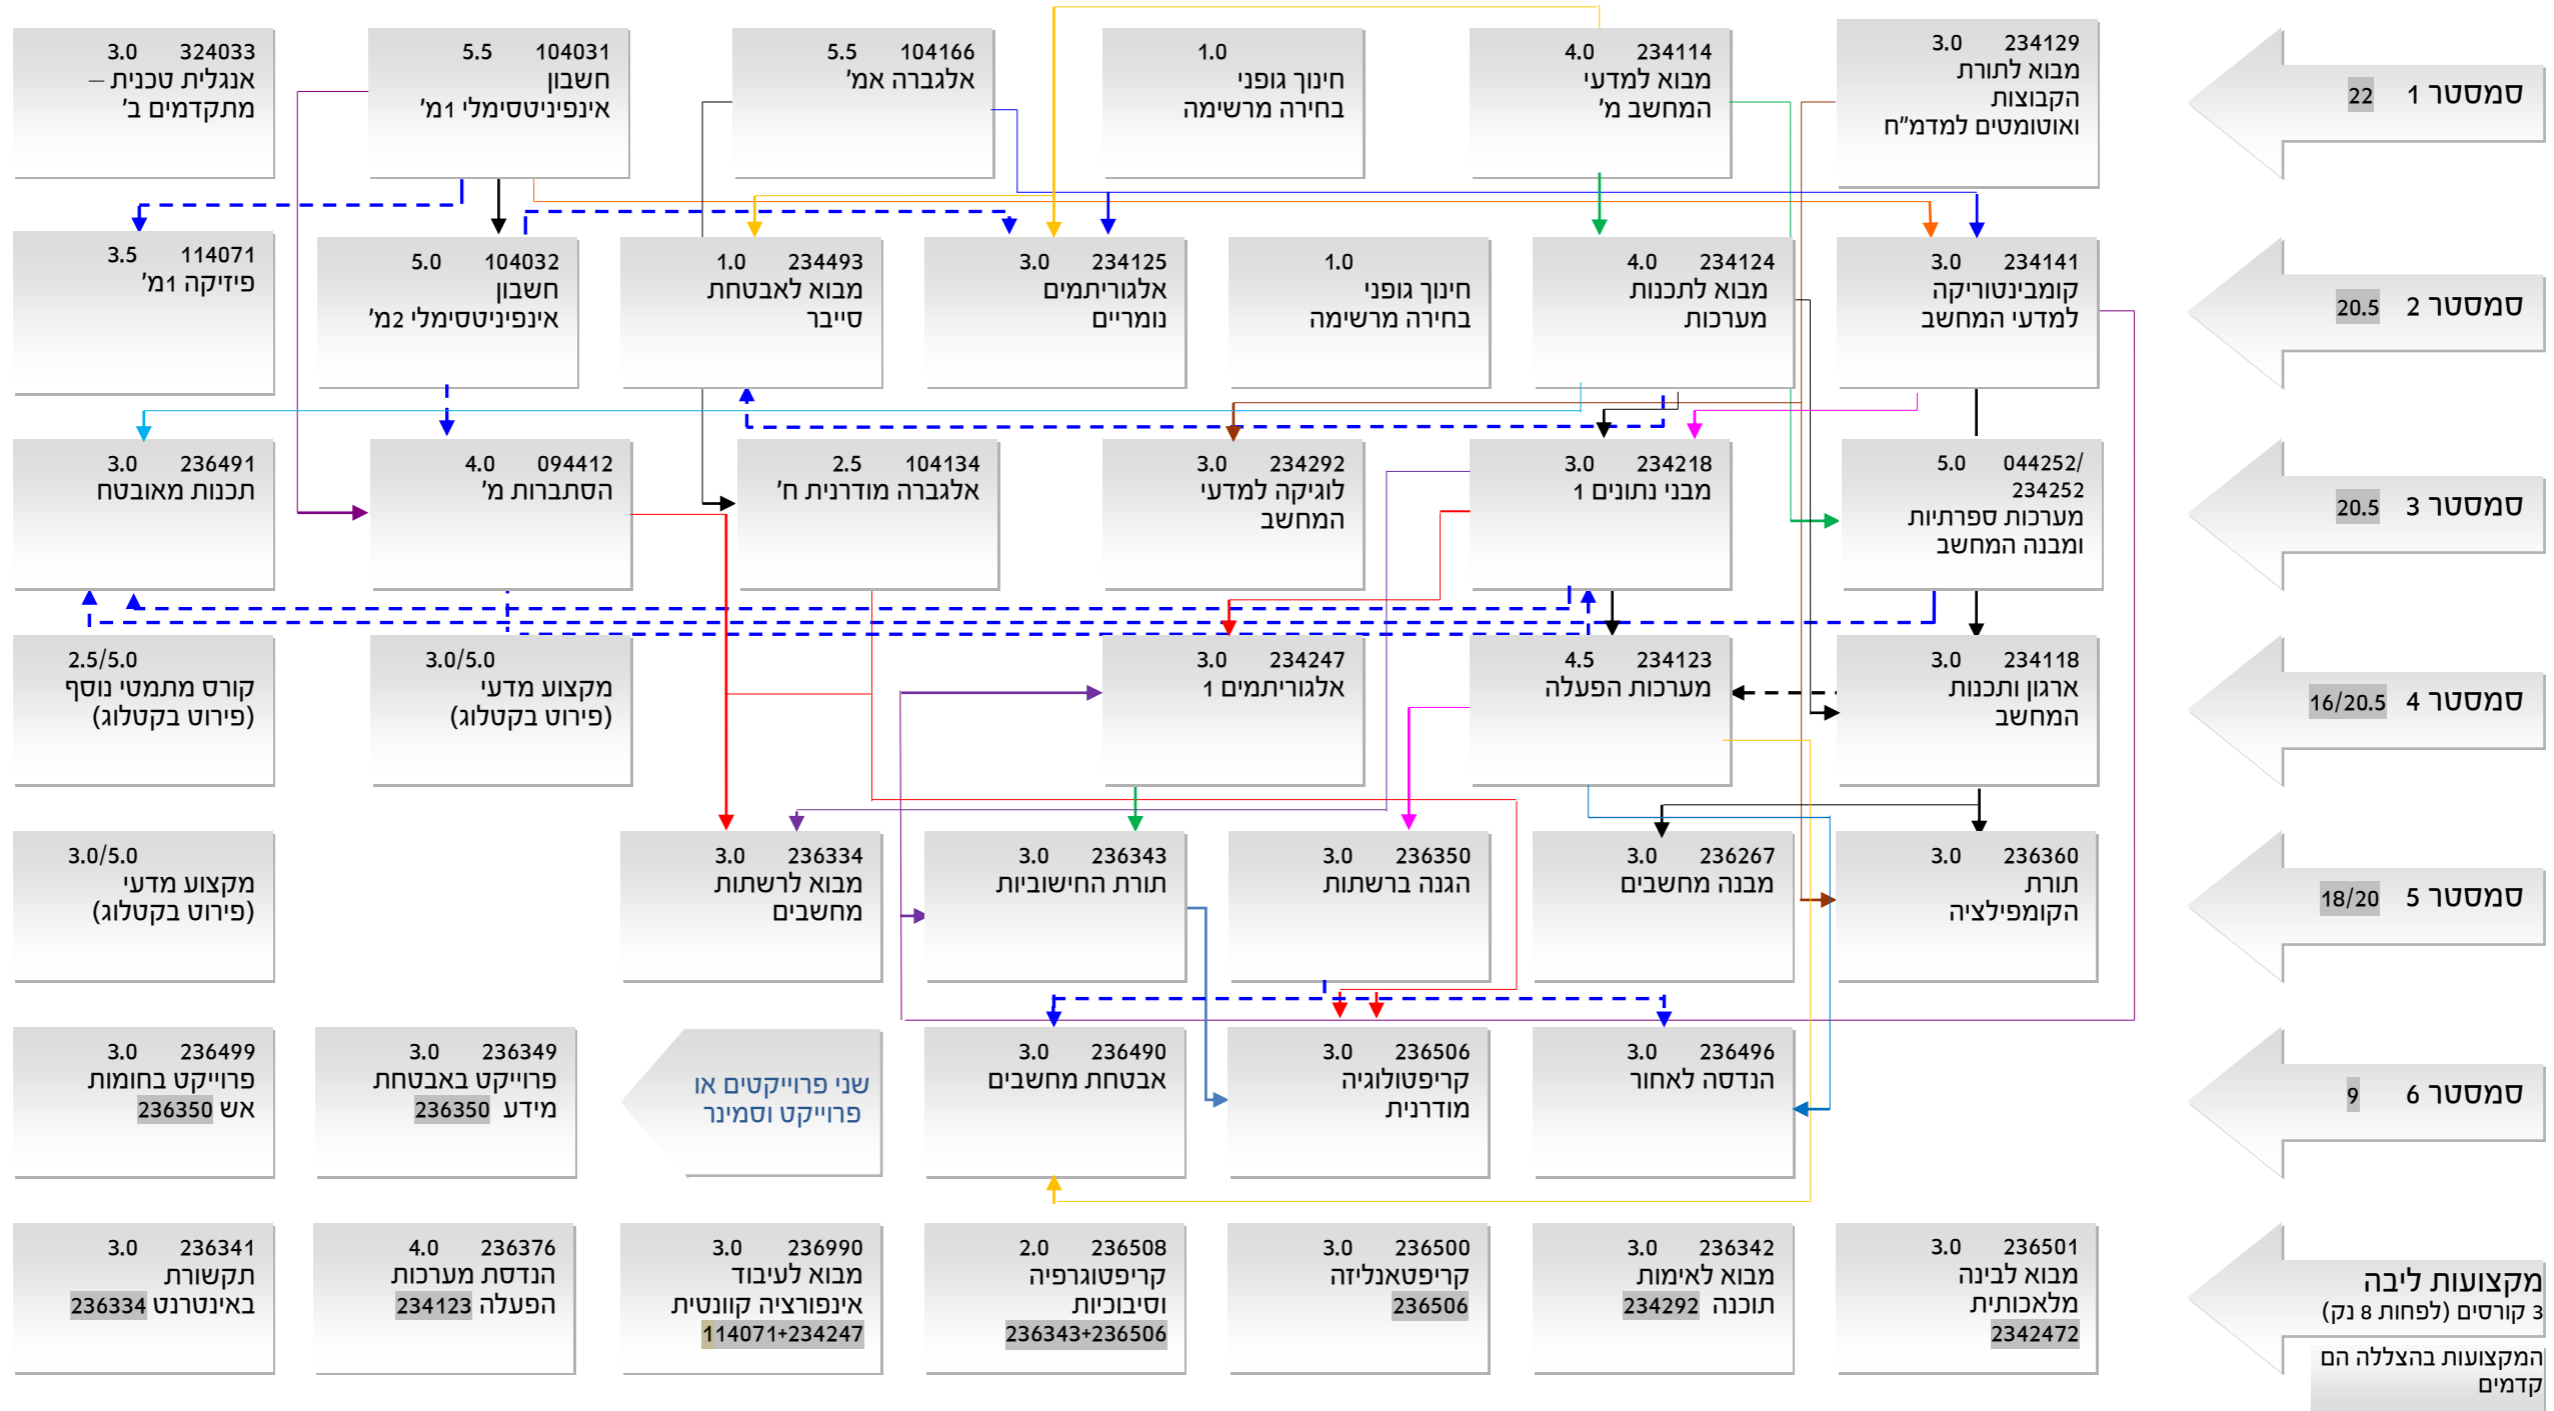 סמסטר 1 22
234129 3.0
מבוא לתורת
הקבוצות
ואוטומטים למדמ"ח
234114 4.0
מבוא למדעי
המחשב מ'
1.0
חינוך גופני
בחירה מרשימה
104166 5.5
אלגברה אמ'
104031 5.5
חשבון
אינפיניטסימלי 1מ'
324033 3.0
אנגלית טכנית –
מתקדמים ב'
סמסטר 2 20.5
234141 3.0
קומבינטוריקה
למדעי המחשב
234124 4.0
מבוא לתכנות
מערכות
1.0
חינוך גופני
בחירה מרשימה
234125 3.0
אלגוריתמים
נומריים
234493 1.0
מבוא לאבטחת
סייבר
104032 5.0
חשבון
אינפיניטסימלי 2מ'
114071 3.5
פיזיקה 1מ'
סמסטר 3 20.5
044252/ 5.0
234252
מערכות ספרתיות
ומבנה המחשב
234218 3.0
מבני נתונים 1
234292 3.0
לוגיקה למדעי
המחשב
104134 2.5
אלגברה מודרנית ח'
094412 4.0
הסתברות מ'
236491 3.0
תכנות מאובטח
סמסטר 4 16/20.5
234118 3.0
ארגון ותכנות
המחשב
234123 4.5
מערכות הפעלה
234247 3.0
אלגוריתמים 1
3.0/5.0
מקצוע מדעי
(פירוט בקטלוג)
2.5/5.0
קורס מתמטי נוסף
(פירוט בקטלוג)
סמסטר 5 18/20
236360 3.0
תורת
הקומפילציה
236267 3.0
מבנה מחשבים
236350 3.0
הגנה ברשתות
236343 3.0
תורת החישוביות
236334 3.0
מבוא לרשתות
מחשבים
3.0/5.0
מקצוע מדעי
(פירוט בקטלוג)
סמסטר 6 9
236496 3.0
הנדסה לאחור
236506 3.0
קריפטולוגיה
מודרנית
236490 3.0
אבטחת מחשבים
שני פרוייקטים או
פרוייקט וסמינר
236349 3.0
פרוייקט באבטחת
מידע 236350
236499 3.0
פרוייקט בחומות
אש 236350
מקצועות ליבה
3 קורסים (לפחות 8 נק)
המקצועות בהצללה הם
קדמים
236501 3.0
מבוא לבינה
מלאכותית
2342472
236342 3.0
מבוא לאימות
תוכנה 234292
236500 3.0
קריפטאנליזה
236506
236508 2.0
קריפטוגרפיה
וסיבוכיות
236343+236506
236990 3.0
מבוא לעיבוד
אינפורציה קוונטית
114071+234247
236376 4.0
הנדסת מערכות
הפעלה 234123
236341 3.0
תקשורת
באינטרנט 236334